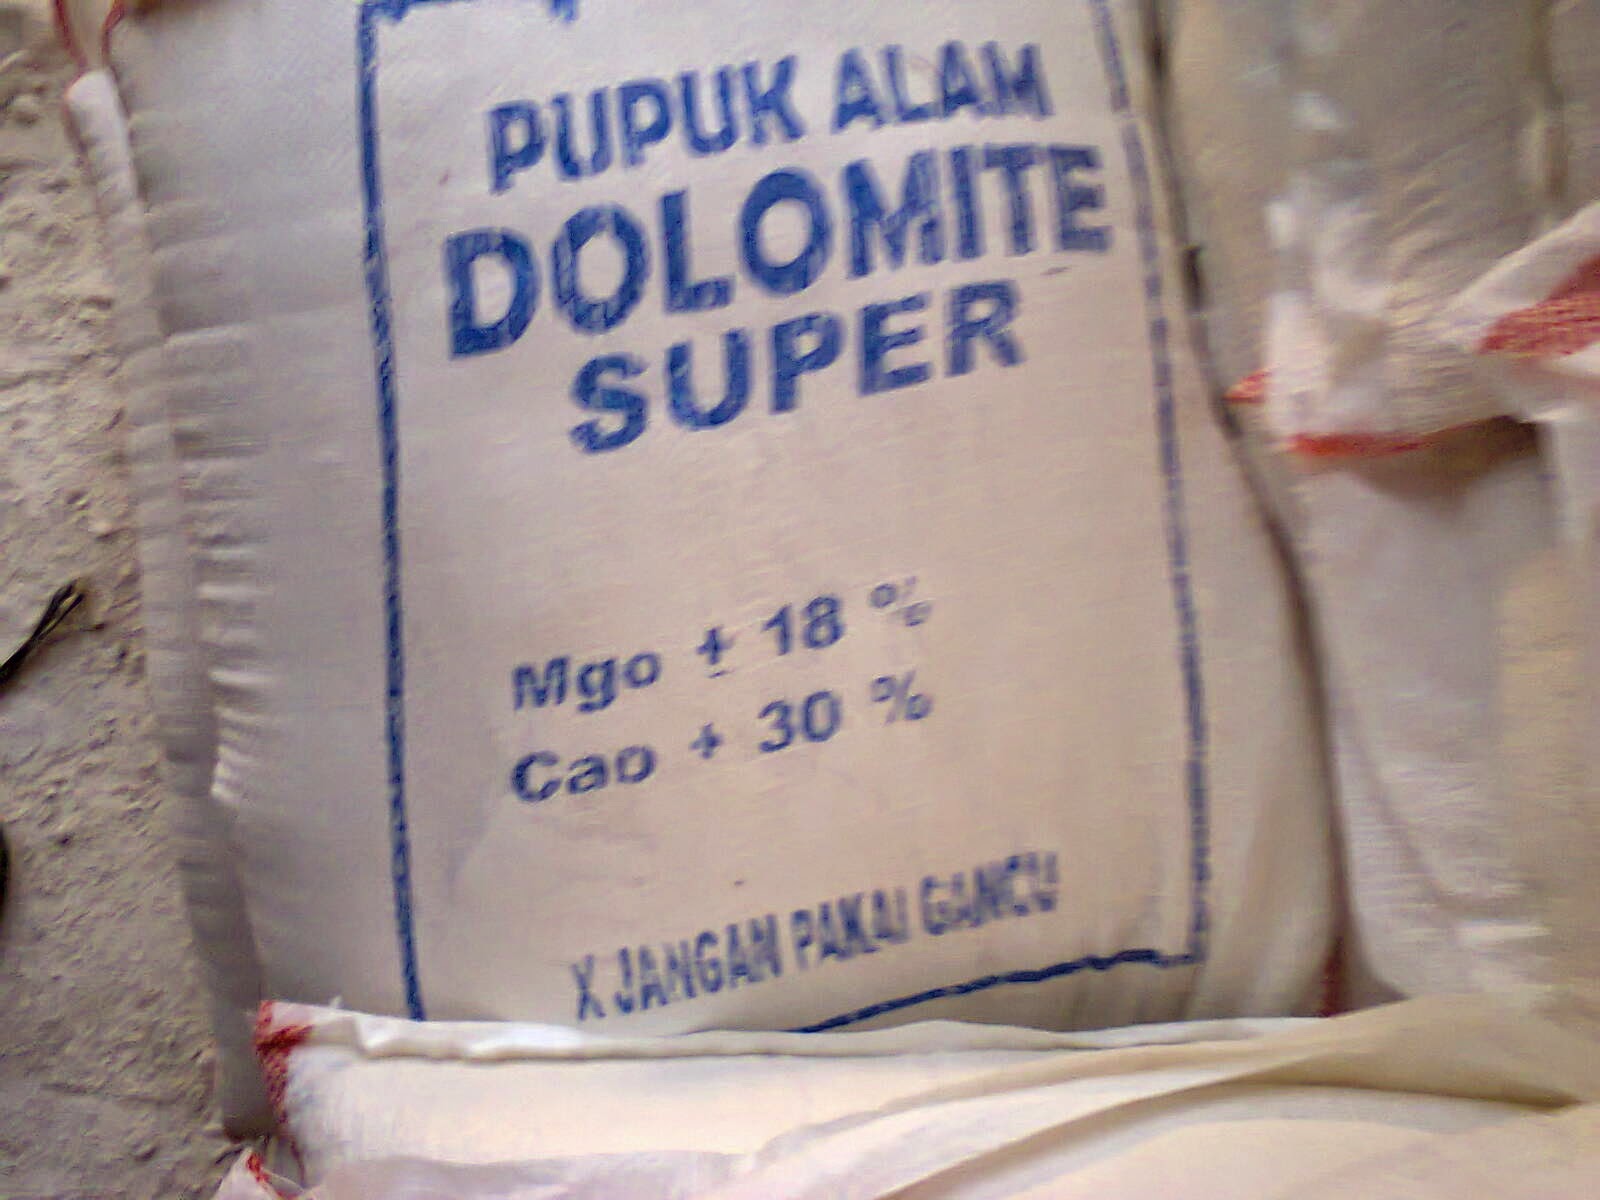 PUPUK ALAM
DOLOMITE
SUPER
Mgo ± 18 %
Cao + 30 %
X JANGAN PAKAI GANCU